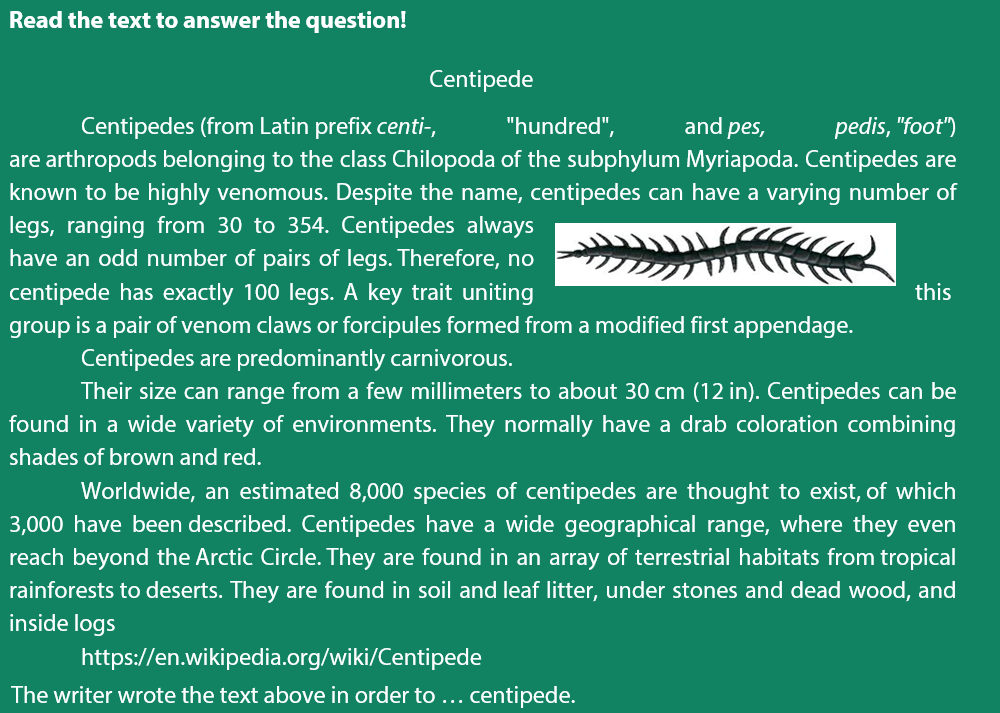 Read the text to answer the question!
Centipede
Centipedes (from Latin prefix centi-, "hundred", and pes, pedis, "foot")
are arthropods belonging to the class Chilopoda of the subphylum Myriapoda. Centipedes are
known to be highly venomous. Despite the name, centipedes can have a varying number of
legs, ranging from 30 to 354. Centipedes always
have an odd number of pairs of legs. Therefore, no
centipede has exactly 100 legs. A key trait uniting this
group is a pair of venom claws or forcipules formed from a modified first appendage.
Centipedes are predominantly carnivorous.
Their size can range from a few millimeters to about 30 cm (12 in). Centipedes can be
found in a wide variety of environments. They normally have a drab coloration combining
shades of brown and red.
Worldwide, an estimated 8,000 species of centipedes are thought to exist, of which
3,000 have been described. Centipedes have a wide geographical range, where they even
reach beyond the Arctic Circle. They are found in an array of terrestrial habitats from tropical
rainforests to deserts. They are found in soil and leaf litter, under stones and dead wood, and
inside logs
https://en.wikipedia.org/wiki/Centipede
The writer wrote the text above in order to … centipede.